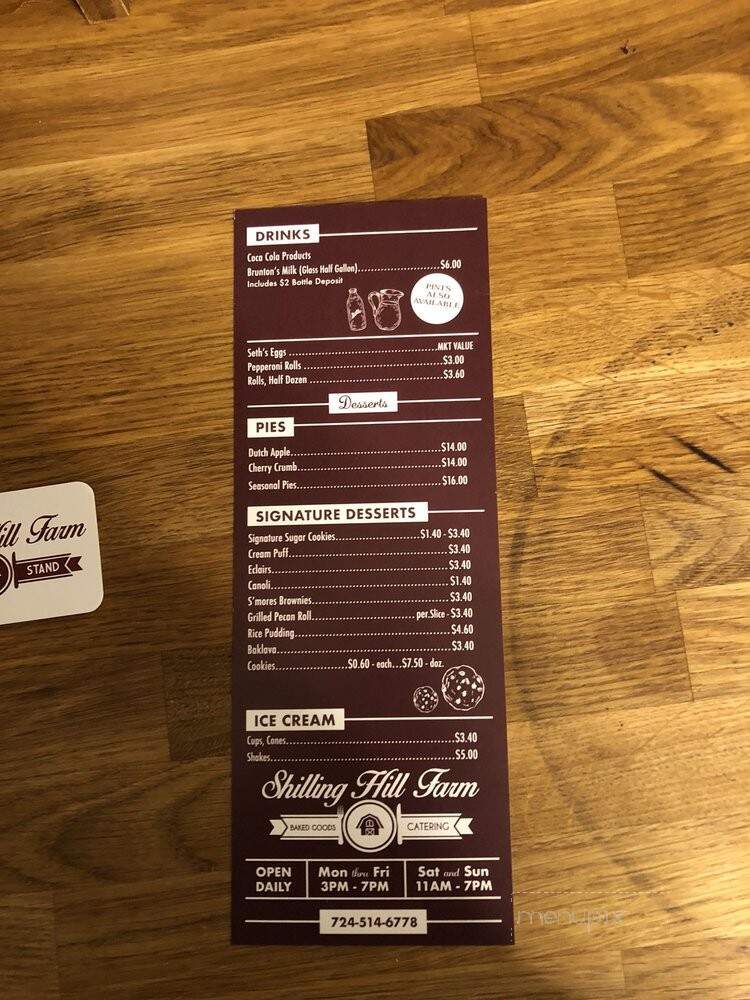 DRINKS
Coca Cola Products
Brunton's Milk (Glass Half Gallon)........................$6.00
Includes $2 Bottle Deposit
PINTS
ALSO
AVAILABLE
Seth's Eggs ............................................MKT VALUE
Pepperoni Rolls ..........................................$3.00
Rolls, Half Dozen ........................................$3.60
Desserts
PIES
Dutch Apple.............................................$14.00
Cherry Crumb...........................................$14.00
Seasonal Pies...........................................$16.00
SIGNATURE DESSERTS
Signature Sugar Cookies.........................$1.40 - $3.40
Cream Puff...............................................$3.40
Eclairs...................................................$3.40
Canoli....................................................$1.40
S'mores Brownies.........................................$3.40
Grilled Pecan Roll..............................per.Slice - $3.40
Rice Pudding.............................................$4.60
Baklava..................................................$3.40
Cookies.....................$0.60 - each...$7.50 - doz.
ICE CREAM
Cups, Cones..............................................$3.40
Shakes...................................................$5.00
Shilling Hill Farm
BAKED GOODS CATERING
OPEN DAILY Mon thru Fri 3PM - 7PM Sat and Sun 11AM - 7PM
724-514-6778
ill Farm
STAND
menupix